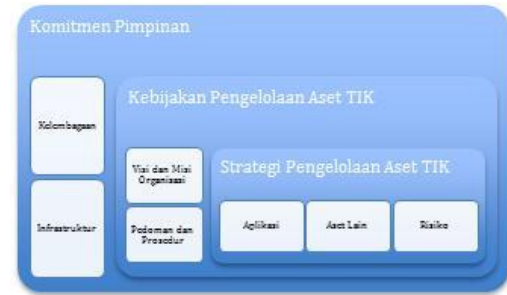 Komitmen Pimpinan
Kelembagaan
Infrastruktur
Kebijakan Pengelolaan Aset TIK
Visi dan Misi
Organisasi
Pedoman dan
Prosedur
Strategi Pengelolaan Aset TIK
Aplikasi
Aset Lain
Risiko